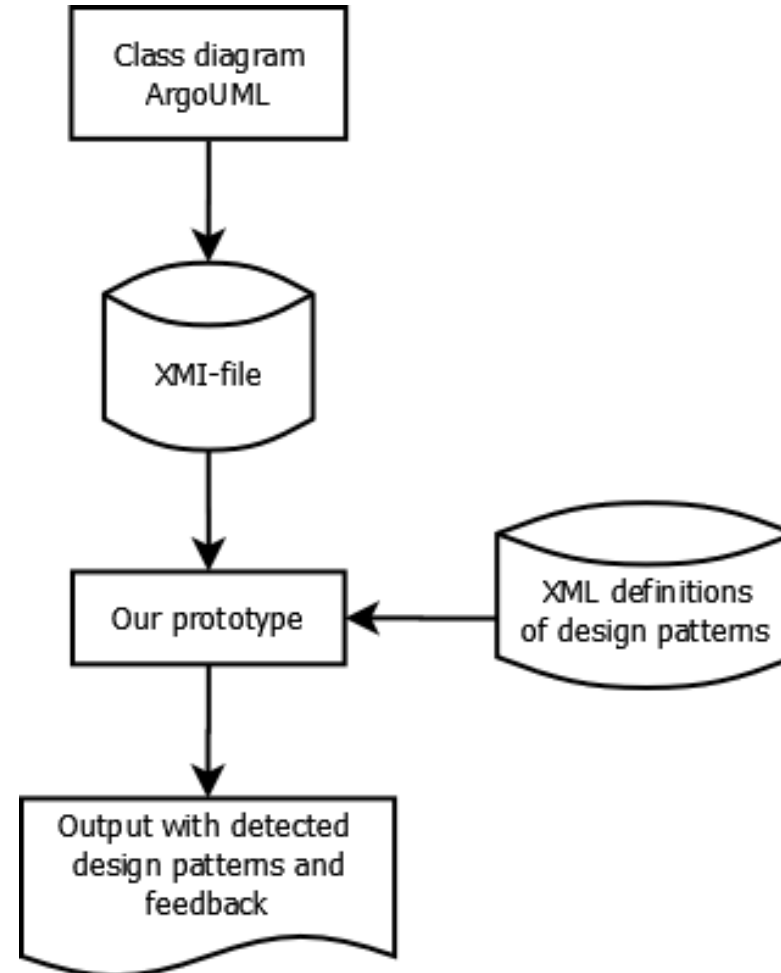 Class diagram
ArgoUML
XMI-file
Our prototype
XML definitions
of design patterns
Output with detected
design patterns and
feedback